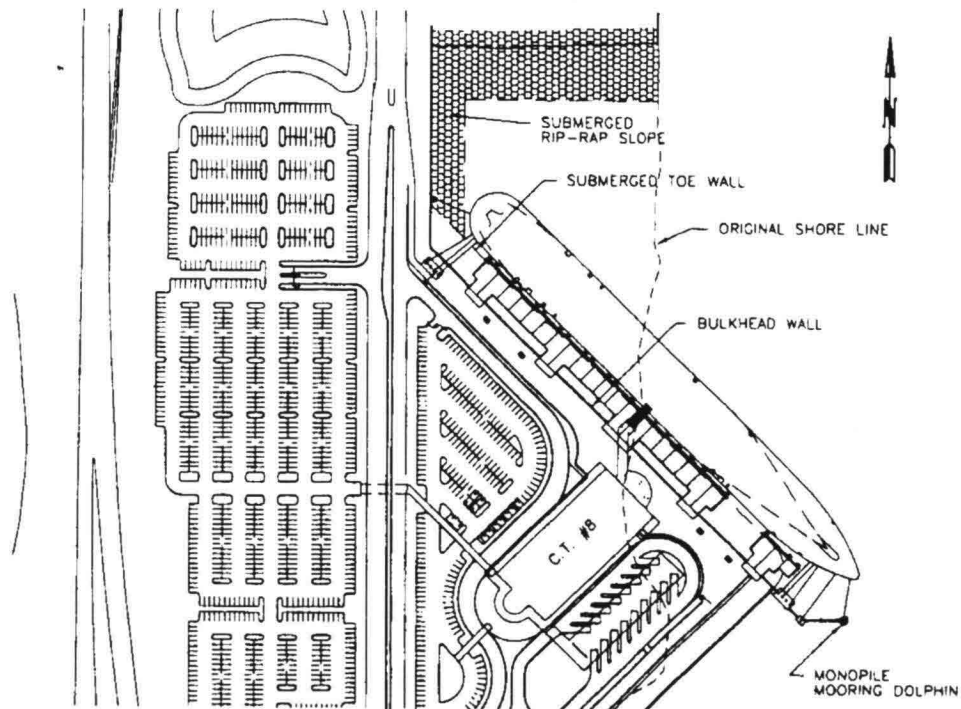 SUBMERGED
RIP-RAP SLOPE
N
SUBMERGED TOE WALL
ORIGINAL SHORE LINE
BULKHEAD WALL
C.T. #8
MONOPILE
MOORING DOLPHIN